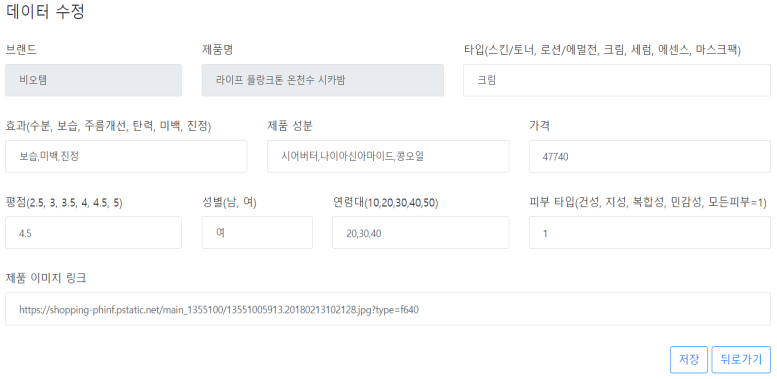 데이터 수정
브랜드 제품명 타입(스킨/토너, 로션/에멀전, 크림, 세럼, 에센스, 마스크팩)
비오템 라이프 플랑크톤 온천수 시카밤 크림
효과(수분, 보습, 주름개선, 탄력, 미백, 진정) 제품 성분 가격
보습,미백,진정 시어버터,나이아신아마이드,콩오일 47740
평점(2.5, 3, 3.5, 4, 4.5, 5) 성별(남, 여) 연령대(10,20,30,40,50) 피부 타입(건성, 지성, 복합성, 민감성, 모든피부=1)
4.5 여 20,30,40 1
제품 이미지 링크
https://shopping-phinf.pstatic.net/main_1355100/13551005913.20180213102128.jpg?type=f640
저장 뒤로가기